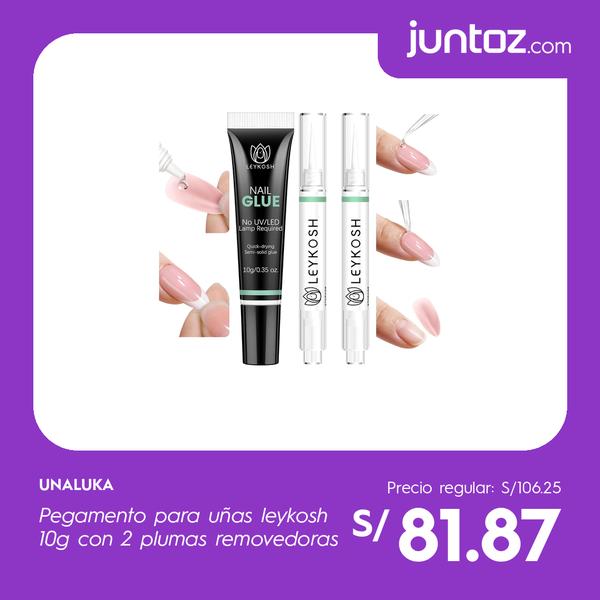 juntoz.com
LEYKOSH
NAIL
GLUE
No UV/LED
Lamp Required
Quick-drying
Semi-solid glue
10g/0.35 oz.
LEYKOSH
LEYKOSH
UNALUKA
Pegamento para uñas leykosh
10g con 2 plumas removedoras
Precio regular: S/106.25
S/ 81.87